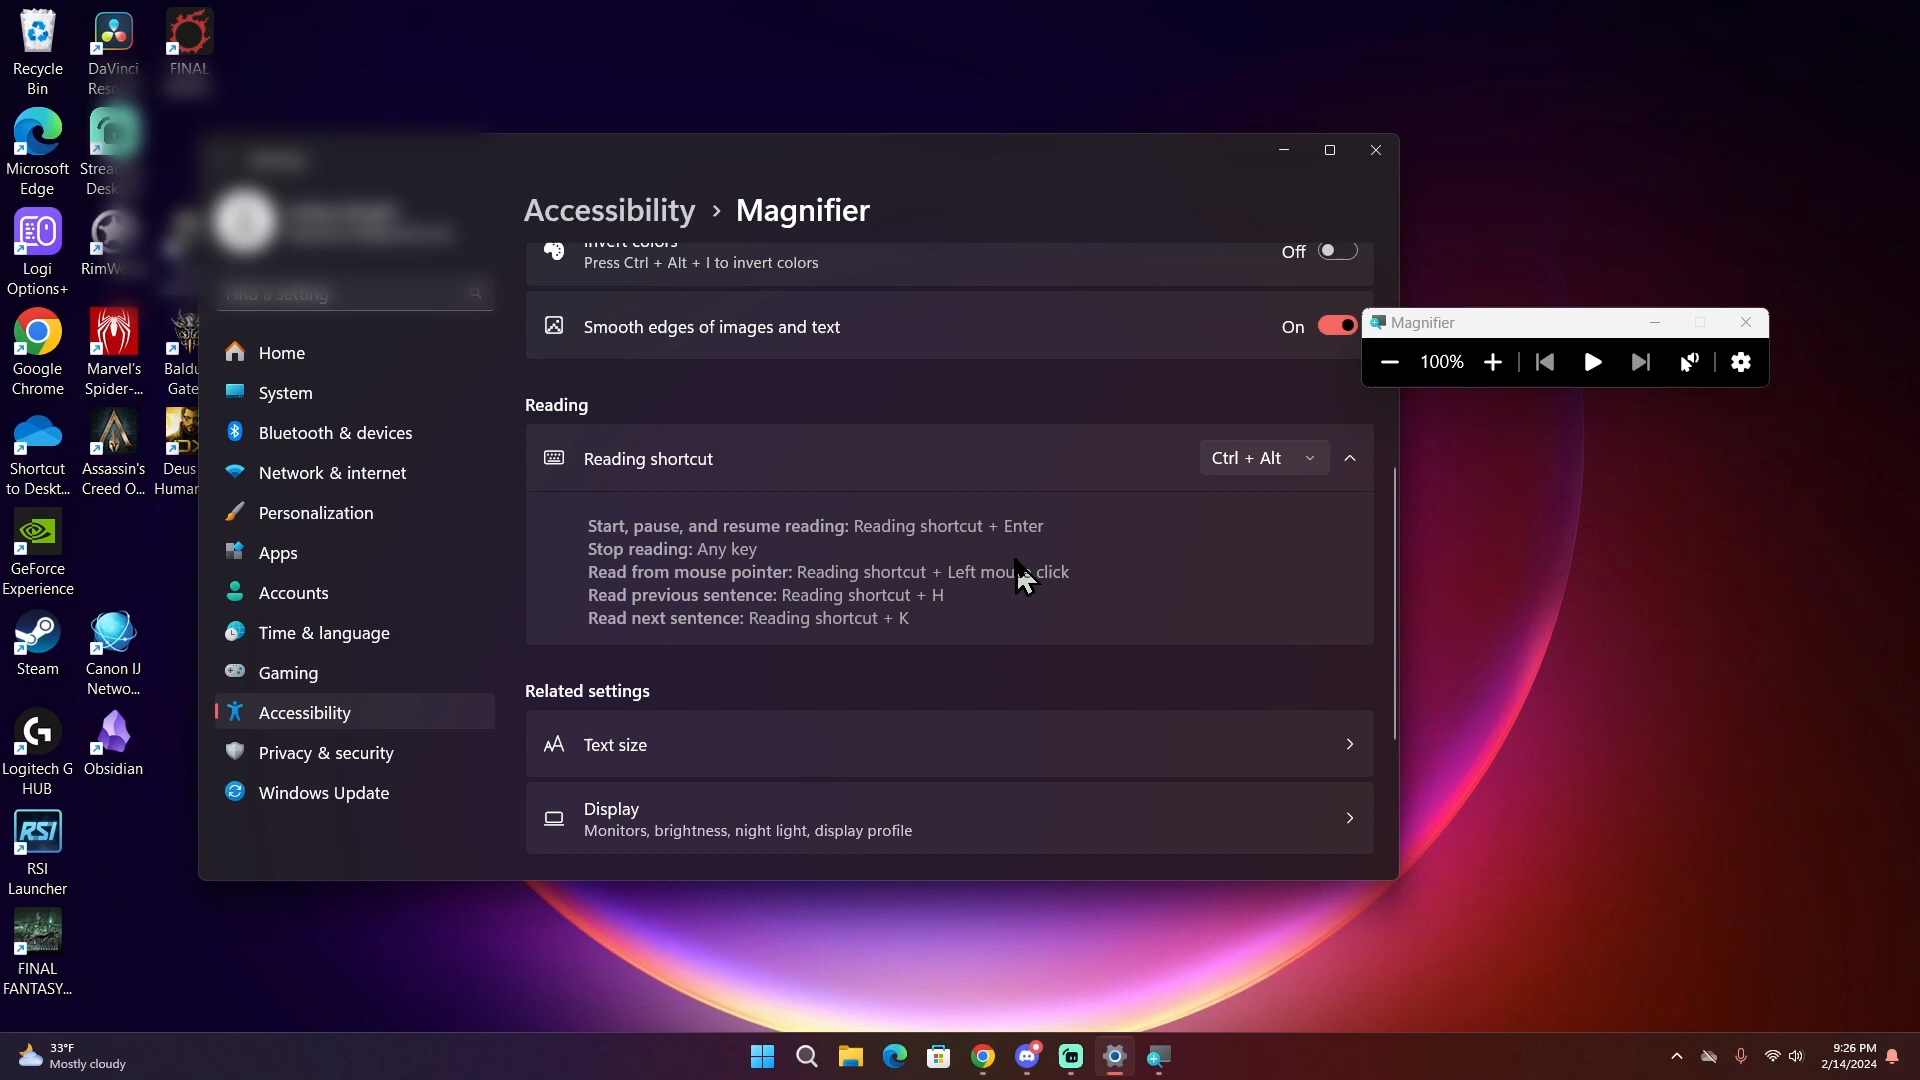 Recycle
Bin
DaVinci
FINAL
Microsoft
Edge
Logi
Options+
Google
Chrome
Marvel's
Spider-...
Shortcut
to Deskt...
Assassin's
Creed O...
Deus
Human
GeForce
Experience
Steam
Canon IJ
Netwo...
Logitech G
HUB
Obsidian
RSI
RSI
Launcher
FINAL
FANTASY...
Find a setting
Home
System
Bluetooth & devices
Network & internet
Personalization
Apps
Accounts
Time & language
Gaming
Accessibility
Privacy & security
Windows Update
Accessibility › Magnifier
Invert colors
Press Ctrl + Alt + I to invert colors
Off
Smooth edges of images and text
On
Reading
Reading shortcut
Ctrl + Alt
Start, pause, and resume reading: Reading shortcut + Enter
Stop reading: Any key
Read from mouse pointer: Reading shortcut + Left mouse click
Read previous sentence: Reading shortcut + H
Read next sentence: Reading shortcut + K
Related settings
Text size
Display
Monitors, brightness, night light, display profile
Magnifier
100%
33°F
Mostly cloudy
9:26 PM
2/14/2024